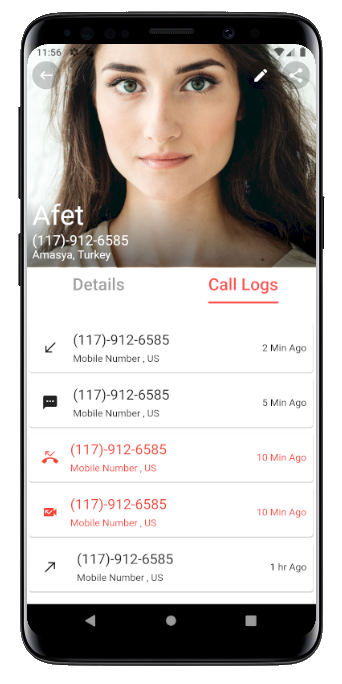 11:56
Afet
(117)-912-6585
Amasya, Turkey
Details Call Logs
(117)-912-6585
Mobile Number , US
2 Min Ago
(117)-912-6585
Mobile Number , US
5 Min Ago
(117)-912-6585
Mobile Number , US
10 Min Ago
(117)-912-6585
Mobile Number , US
10 Min Ago
(117)-912-6585
Mobile Number , US
1 hr Ago